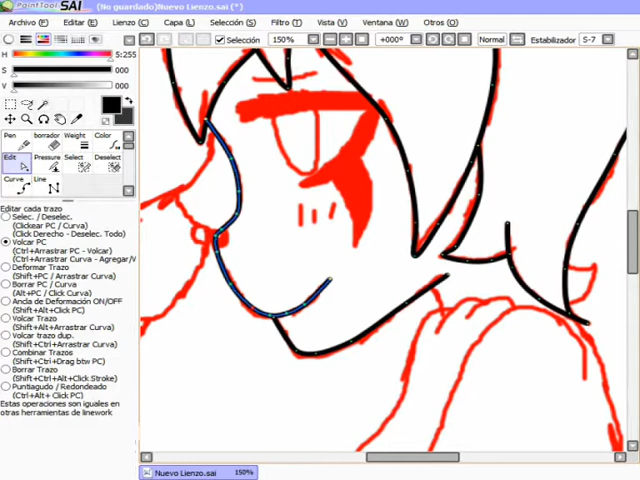 PaintTool SAI (No guardado)Nuevo Lienzo.sai (*)
Archivo (F) Editar (E) Lienzo (C) Capa (L) Selección (S) Filtro (T) Vista (V) Ventana (W) Otros (O)
Selección 150% +000° Normal Estabilizador S-7
H 5:255
S 000
V 000
Pen borrador Weight Color
Edit Pressure Select Deselect
Curve Line
Editar cada trazo
Selec. / Deselec.
(Clickear PC / Curva)
(Click Derecho - Deselec. Todo)
Volcar PC
(Ctrl+Arrastrar PC - Volcar)
(Ctrl+Arrastrar Curva - Agregar/V
Deformar Trazo
(Shift+PC / Arrastrar Curva)
Borrar PC / Curva
(Alt+PC / Click Curva)
Ancla de Deformación ON/OFF
(Shift+Alt+Click PC)
Volcar Trazo
(Shift+Alt+Arrastrar Curva)
Volcar trazo dup.
(Shift+Ctrl+Arrastrar Curva)
Combinar Trazos
(Shift+Ctrl+Drag btw PC)
Borrar Trazo
(Shift+Ctrl+Alt+Click Stroke)
Puntiagudo / Redondeado
(Ctrl+Alt+ Click PC)
Estas operaciones son iguales en
otras herramientas de linework
Nuevo Lienzo.sai 150%